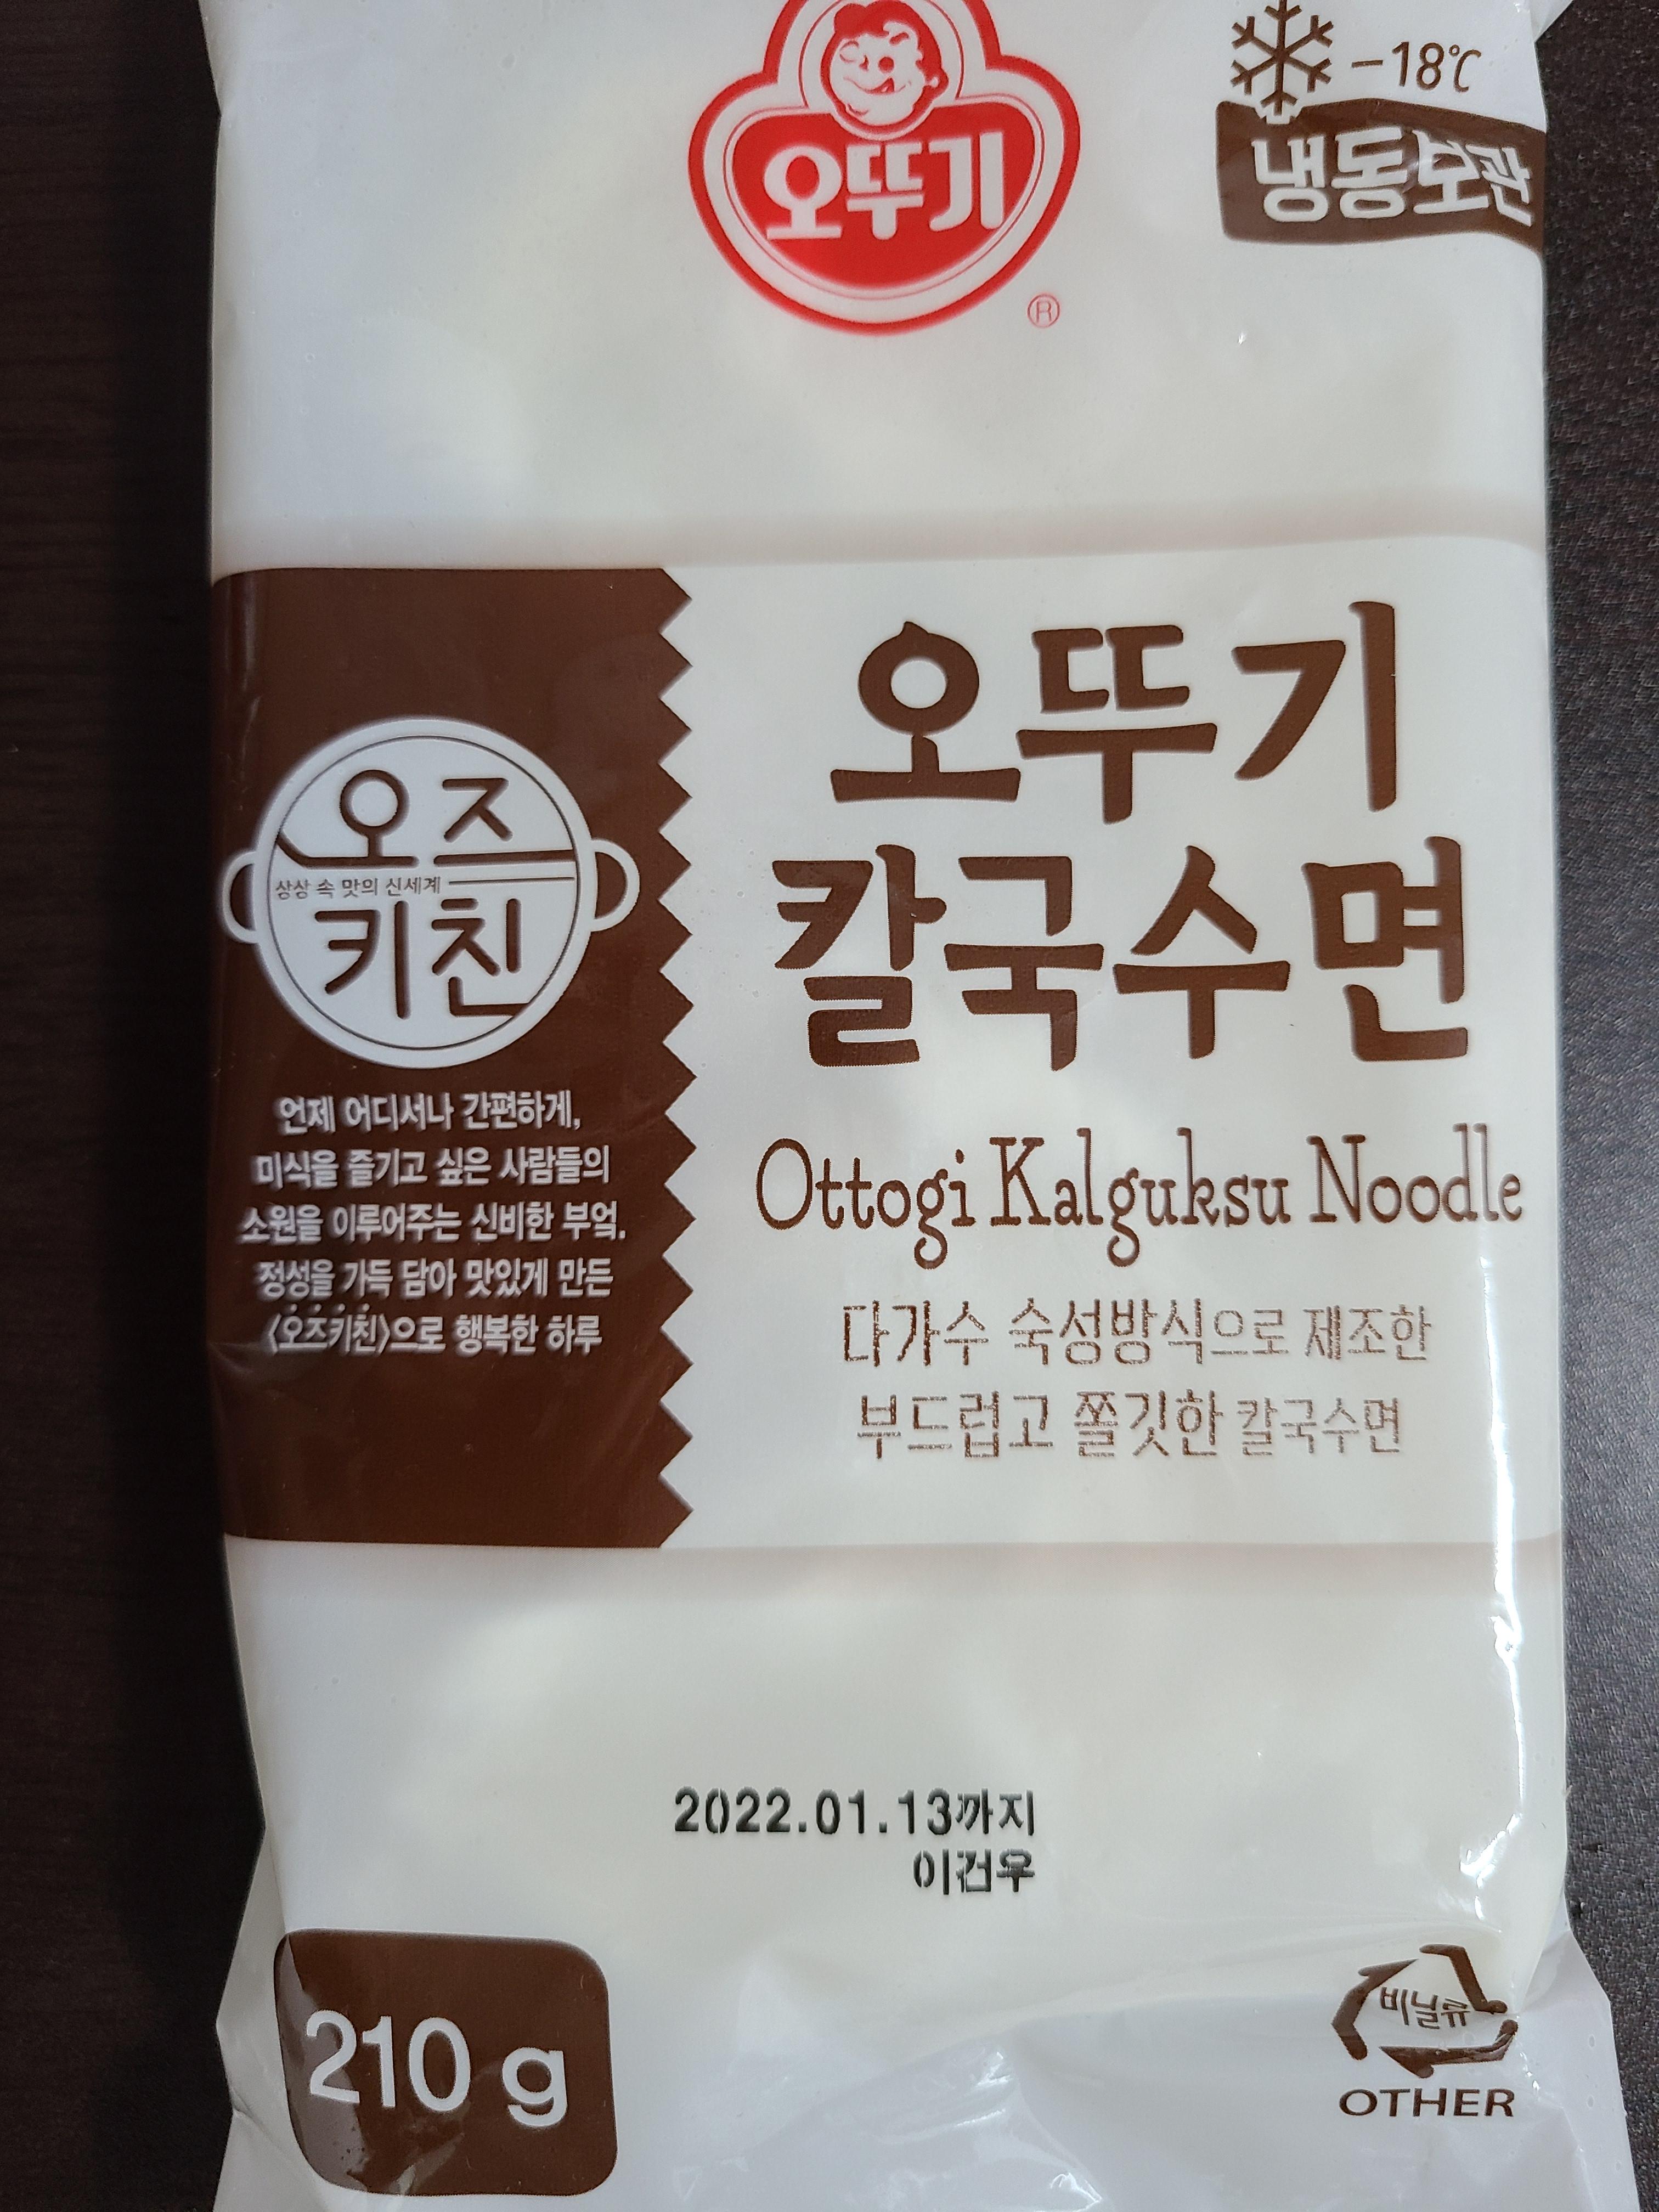 오뚜기
®
-18℃
냉동보관
오즈
상상 속 맛의 신세계
키친
언제 어디서나 간편하게,
미식을 즐기고 싶은 사람들의
소원을 이루어주는 신비한 부엌.
정성을 가득 담아 맛있게 만든
<오즈키친>으로 행복한 하루
오뚜기
칼국수면
Ottogi Kalguksu Noodle
다가수 숙성방식으로 제조한
부드럽고 쫄깃한 칼국수면
2022.01.13까지
이건우
210 g
비닐류
OTHER